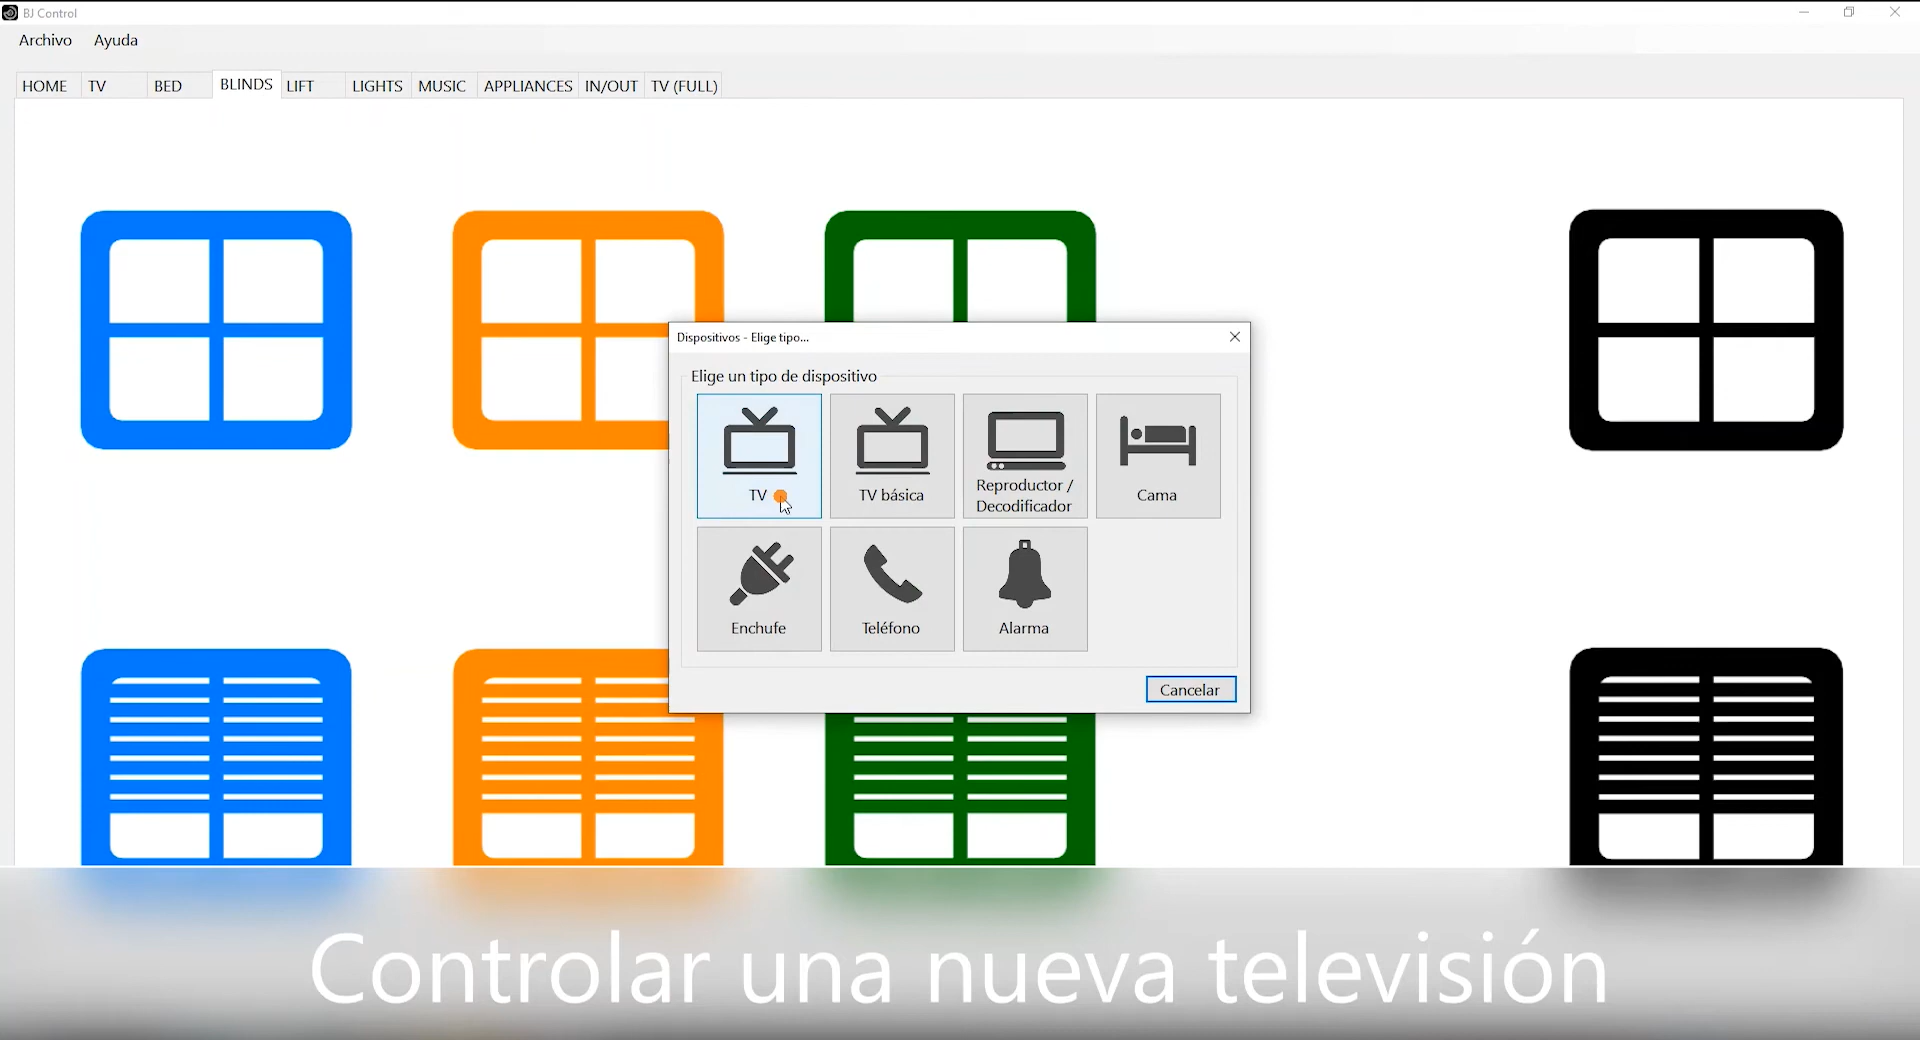 BJ Control
Archivo Ayuda
HOME TV BED BLINDS LIFT LIGHTS MUSIC APPLIANCES IN/OUT TV (FULL)
Dispositivos - Elige tipo...
Elige un tipo de dispositivo
TV
TV básica
Reproductor /
Decodificador
Cama
Enchufe
Teléfono
Alarma
Cancelar
Controlar una nueva televisión